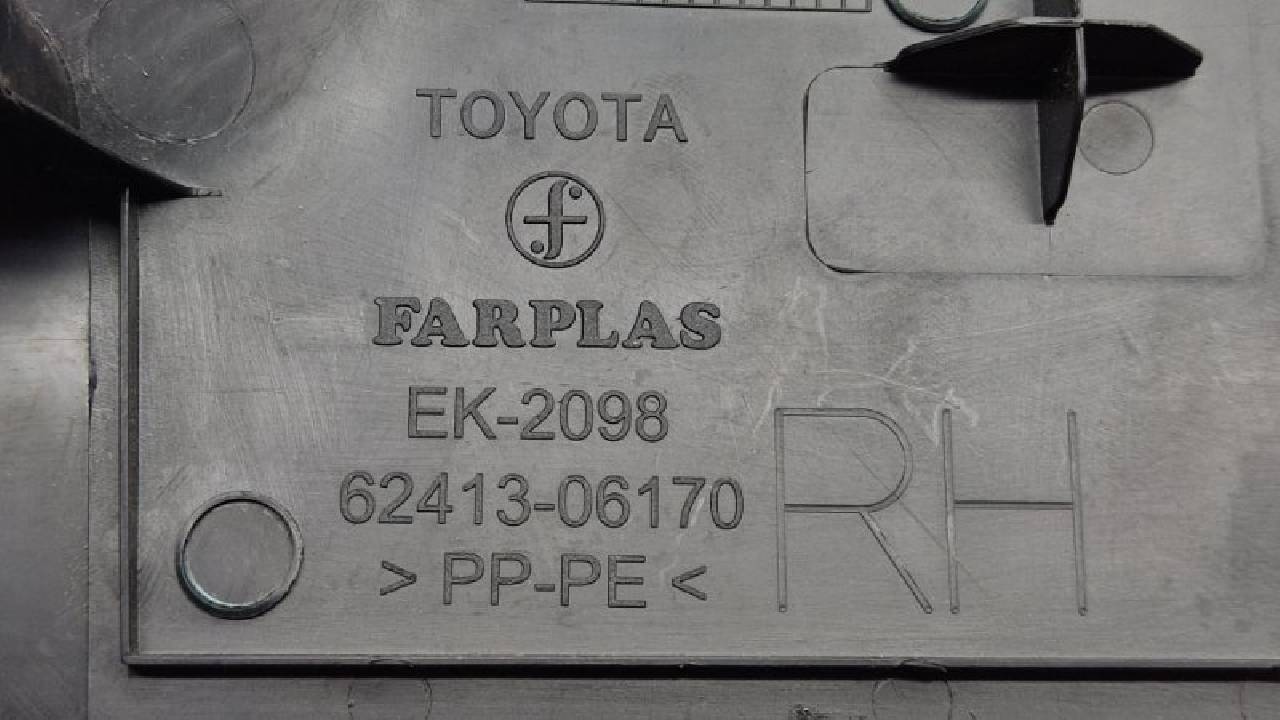 TOYOTA
FARPLAS
EK-2098
62413-06170
> PP-PE <
RH